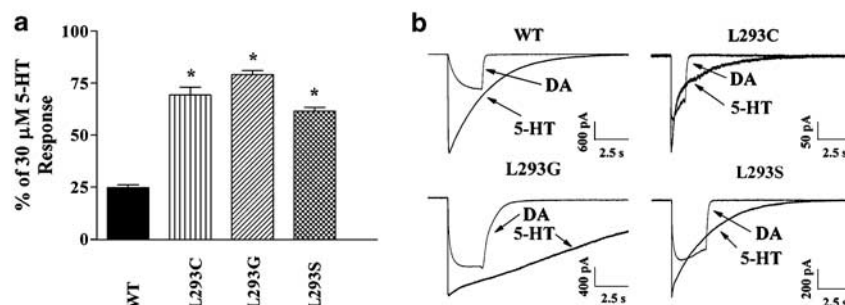 a
% of 30 μM 5-HT
Response
100
75
50
25
0
*
*
*
WT
L293C
L293G
L293S
b
WT
DA
5-HT
600 pA
2.5 s
L293C
DA
5-HT
50 pA
2.5 s
L293G
DA
5-HT
400 pA
2.5 s
L293S
DA
5-HT
200 pA
2.5 s